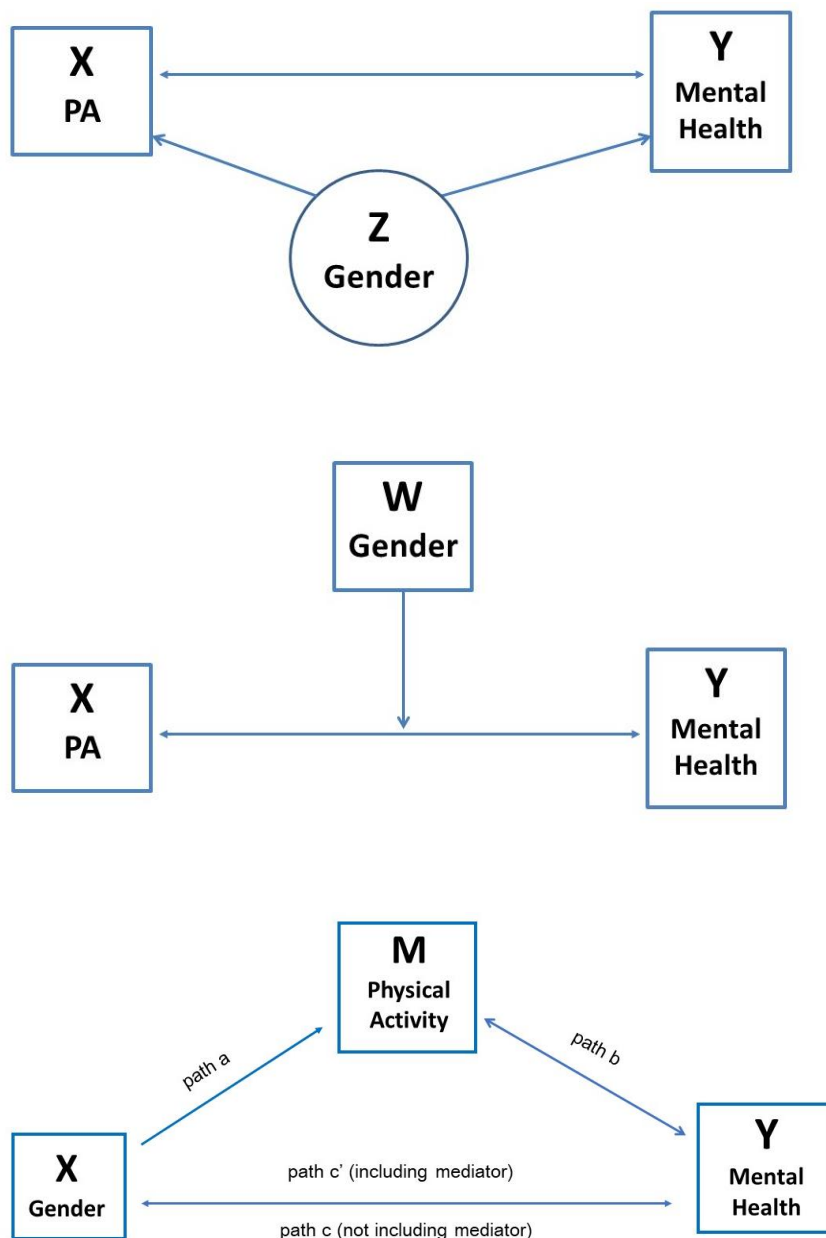 X
PA
Y
Mental
Health
Z
Gender
W
Gender
X
PA
Y
Mental
Health
M
Physical
Activity
path a
path b
X
Gender
path c’ (including mediator)
path c (not including mediator)
Y
Mental
Health